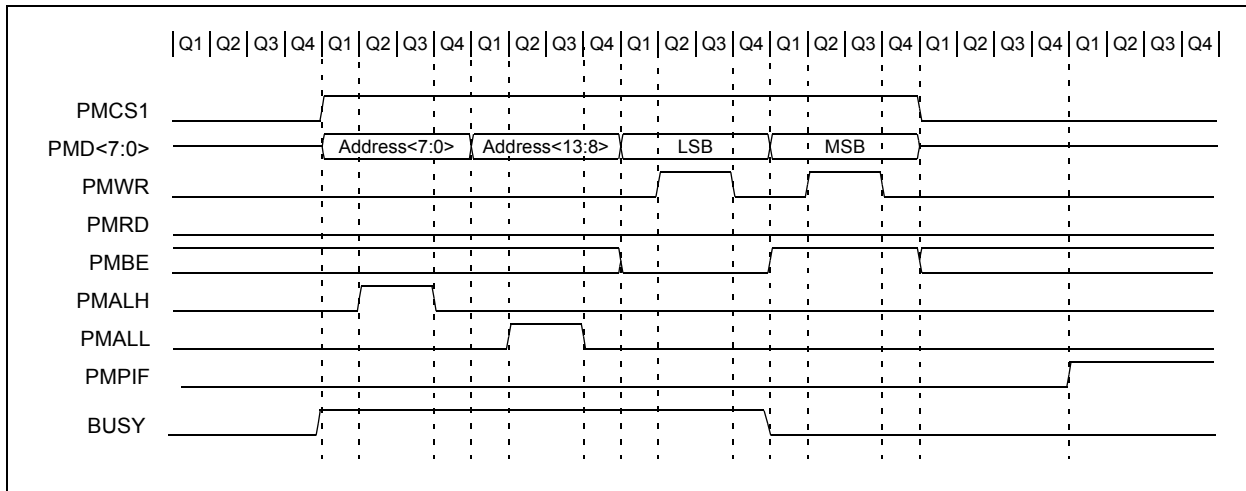 Q1 Q2 Q3 Q4 Q1 Q2 Q3 Q4 Q1 Q2 Q3 Q4 Q1 Q2 Q3 Q4 Q1 Q2 Q3 Q4 Q1 Q2 Q3 Q4 Q1 Q2 Q3 Q4
PMCS1
PMD<7:0> Address<7:0> Address<13:8> LSB MSB
PMWR
PMRD
PMBE
PMALH
PMALL
PMPIF
BUSY